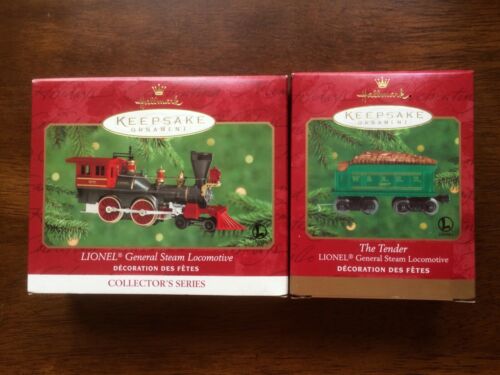 Hallmark
KEEPSAKE
ORNAMENT
LIONEL® General Steam Locomotive
DÉCORATION DES FÊTES
COLLECTOR'S SERIES
Hallmark
KEEPSAKE
ORNAMENT
The Tender
LIONEL® General Steam Locomotive
DÉCORATION DES FÊTES